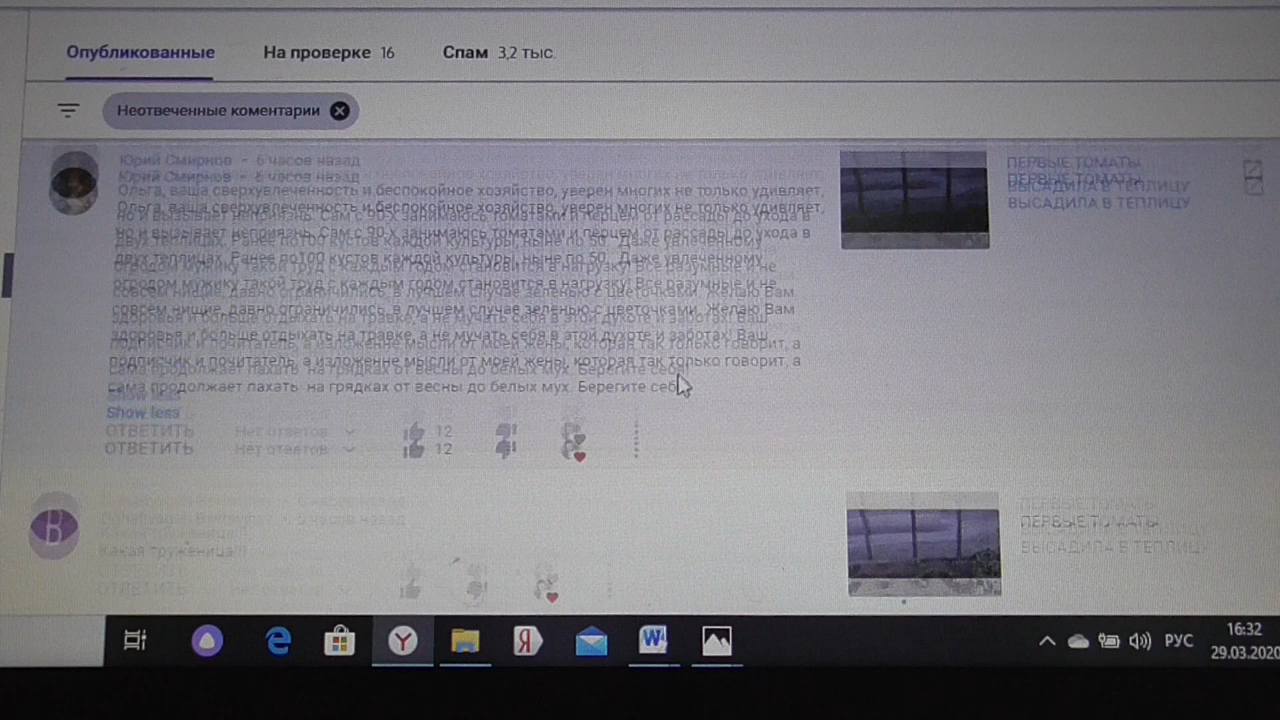 Опубликованные
На проверке 16
Спам 3,2 тыс.
Неотвеченные коментарии
Юрий Смирнов • 6 часов назад
Ольга, ваша сверхувлеченность и беспокойное хозяйство, уверен многих не только удивляет,
но и вызывает неприязнь. Сам с 90-х занимаюсь томатами и перцем от рассады до ухода в
двух теплицах. Ранее по100 кустов каждой культуры, ныне по 50. Даже увлеченному
огродом мужику такой труд с каждым годом становится в нагрузку! Все разумные и не
совсем нищие, давно ограничились, в лучшем случае зеленью с цветочками. Желаю Вам
здоровья и больше отдыхать на травке, а не мучать себя в этой духоте и заботах! Ваш
подписчик и почитатель, а изложенне мысли от моей жены, которая так только говорит, а
сама продолжает пахать на грядках от весны до белых мух. Берегите себя!
Show less
ОТВЕТИТЬ Нет ответов 12
ПЕРВЫЕ ТОМАТЫ
ВЫСАДИЛА В ТЕПЛИЦУ
B
6 часов назад
Какая труженица!!!
ОТВЕТИТЬ
ПЕРВЫЕ ТОМАТЫ
ВЫСАДИЛА В ТЕПЛИЦУ
РУС
16:32
29.03.2020